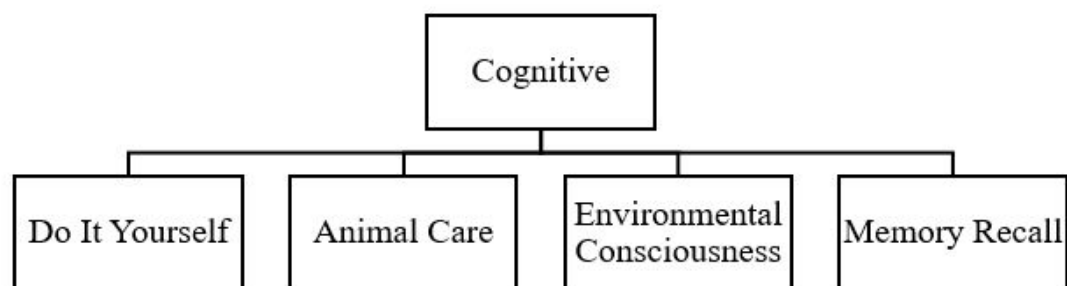 Cognitive
Do It Yourself
Animal Care
Environmental
Consciousness
Memory Recall